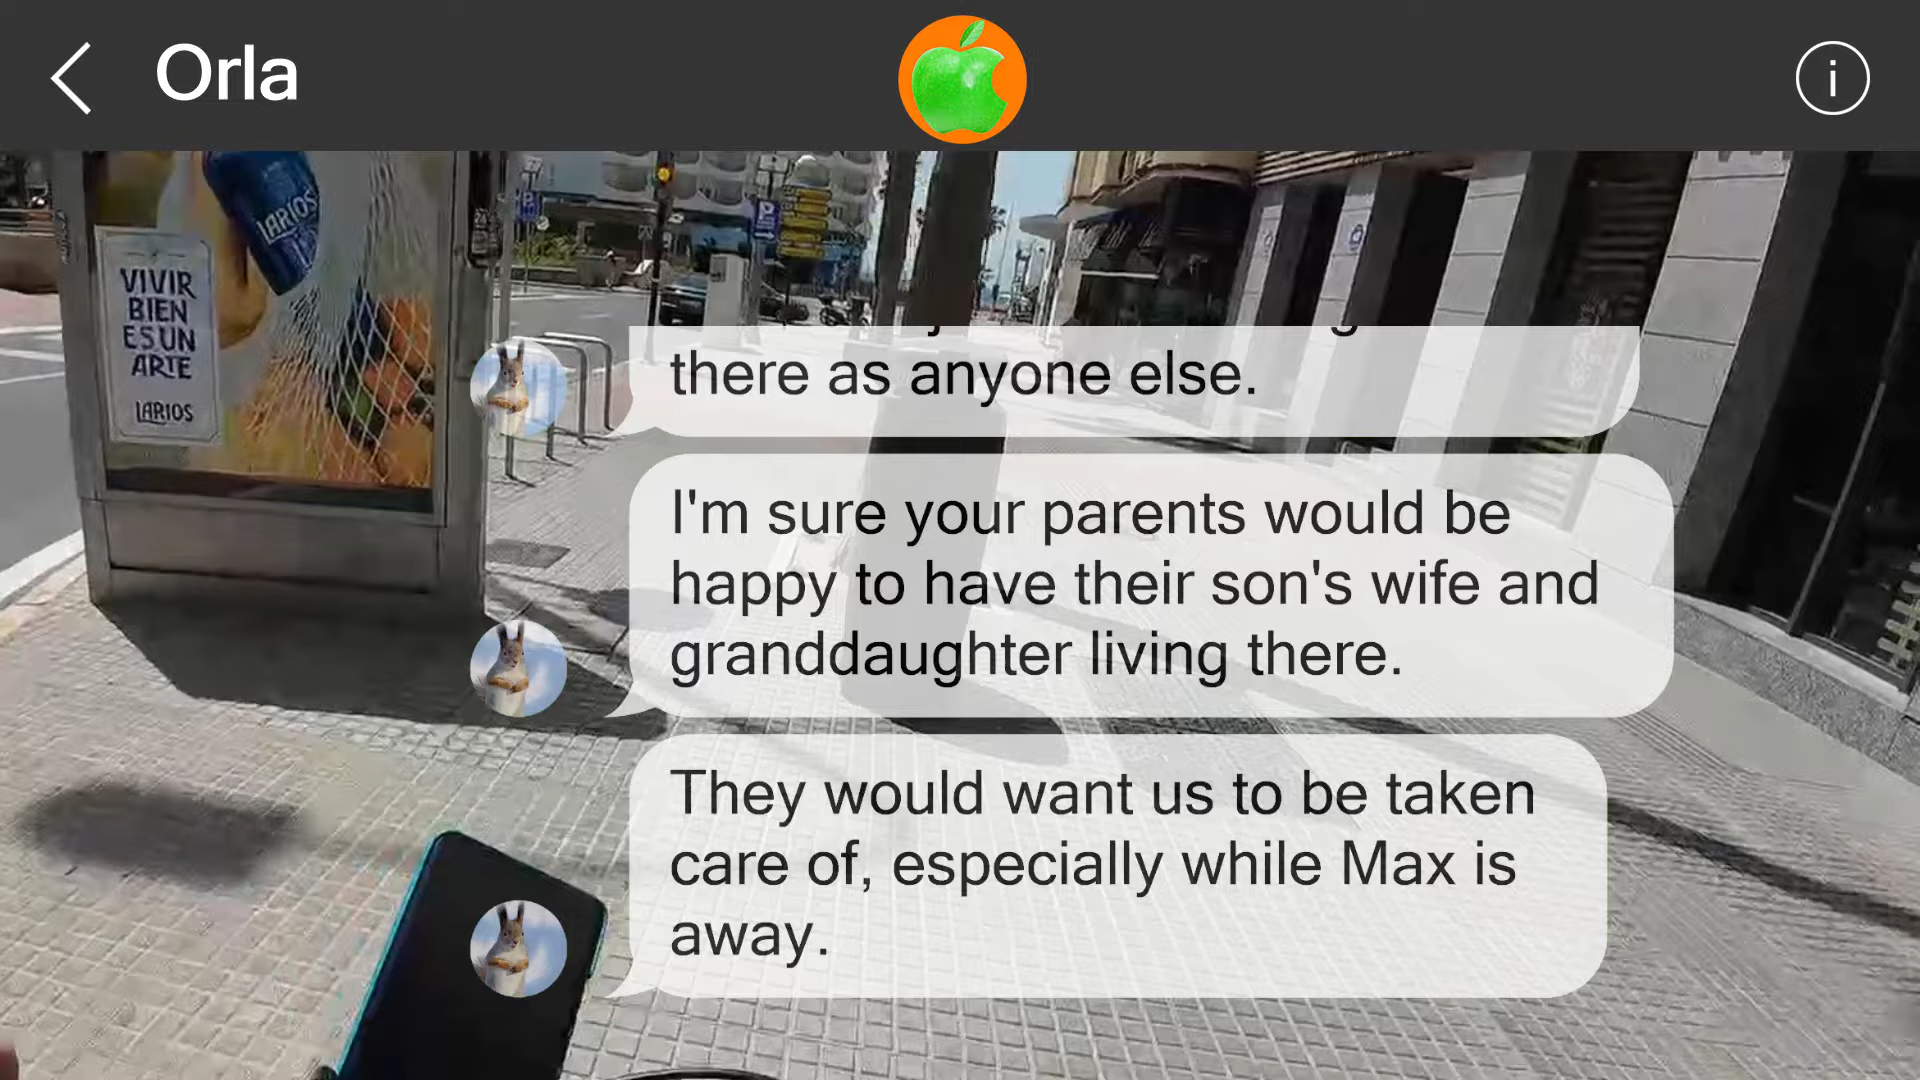 Orla
i
LARIOS
VIVIR
BIEN
ES UN
ARTE
LARIOS
P
P
there as anyone else.
I'm sure your parents would be
happy to have their son's wife and
granddaughter living there.
They would want us to be taken
care of, especially while Max is
away.